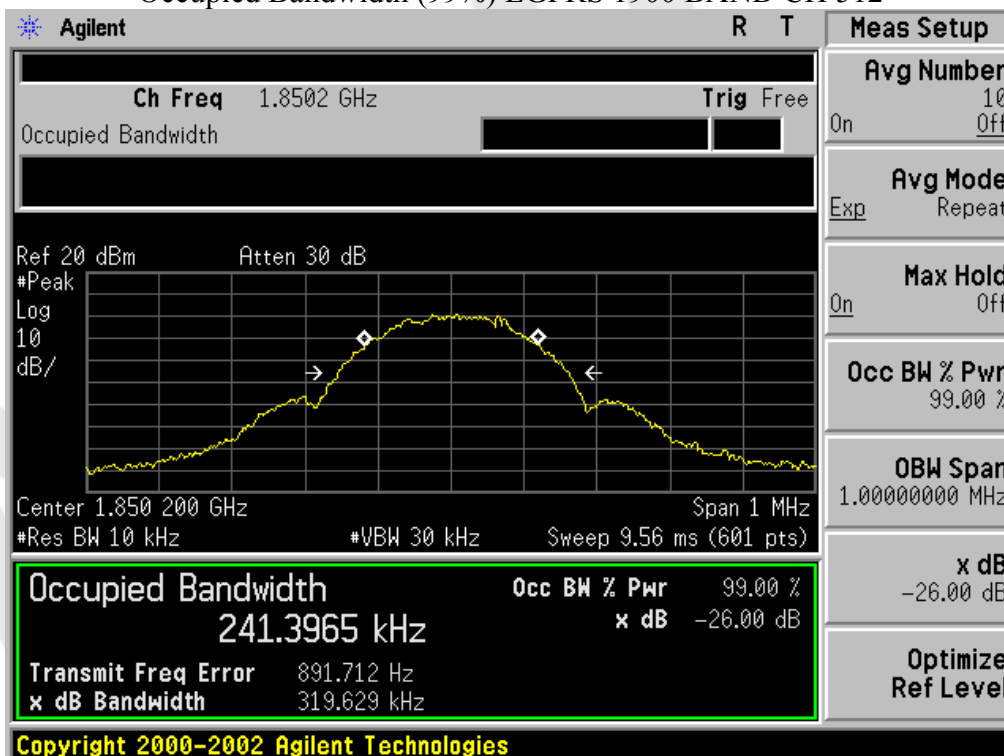 Occupied Bandwidth (99%) EGPRS 1900 BAND CH 512
Agilent R T
Ch Freq 1.8502 GHz Trig Free
Occupied Bandwidth
Ref 20 dBm Atten 30 dB
#Peak
Log
10
dB/
Center 1.850 200 GHz Span 1 MHz
#Res BW 10 kHz #VBW 30 kHz Sweep 9.56 ms (601 pts)
Occupied Bandwidth
241.3965 kHz
Occ BW % Pwr 99.00 %
x dB -26.00 dB
Transmit Freq Error 891.712 Hz
x dB Bandwidth 319.629 kHz
Copyright 2000-2002 Agilent Technologies
Meas Setup
Avg Number
10
On Off
Avg Mode
Exp Repeat
Max Hold
On Off
Occ BW % Pwr
99.00 %
OBW Span
1.00000000 MHz
x dB
-26.00 dB
Optimize
Ref Level